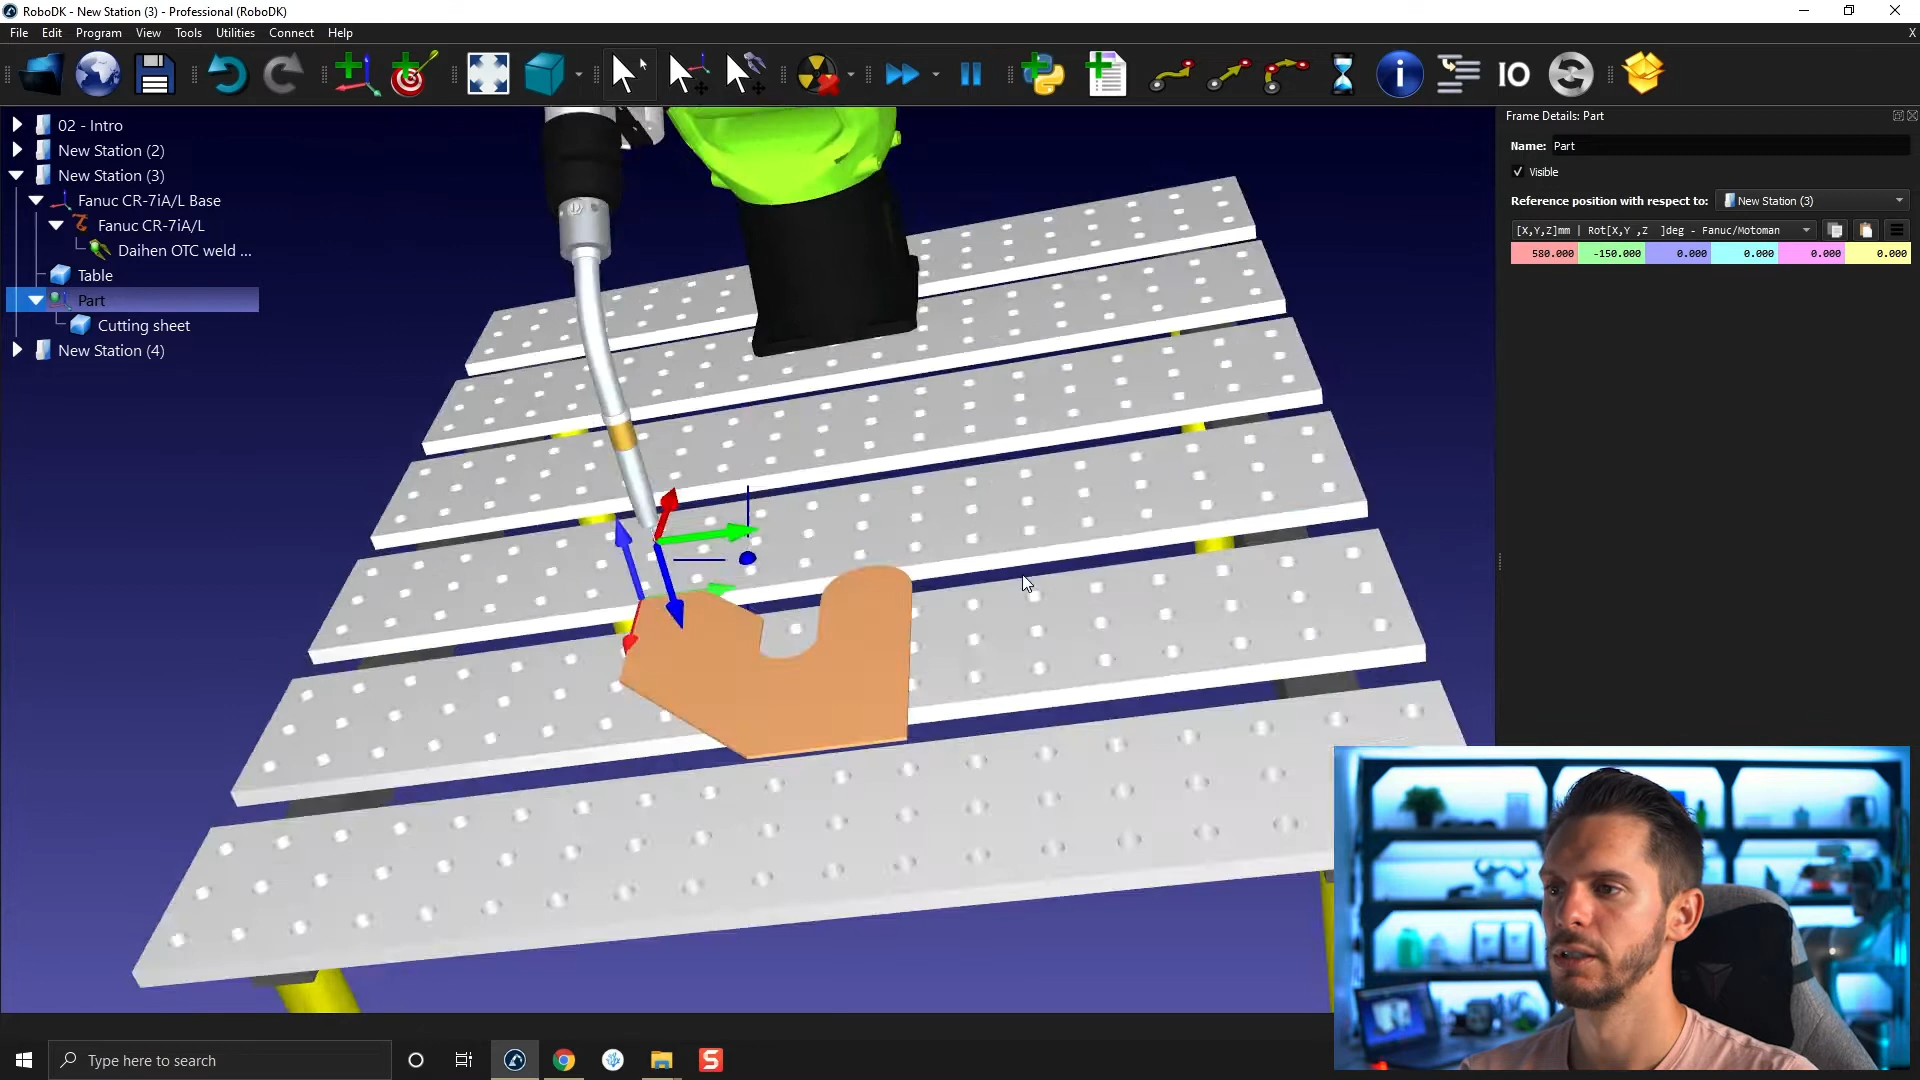 RoboDK - New Station (3) - Professional (RoboDK)
File Edit Program View Tools Utilities Connect Help X
IO
02 - Intro
New Station (2)
New Station (3)
Fanuc CR-7iA/L Base
Fanuc CR-7iA/L
Daihen OTC weld ...
Table
Part
Cutting sheet
New Station (4)
Frame Details: Part
Name: Part
Visible
Reference position with respect to: New Station (3)
[X,Y,Z]mm | Rot[X,Y ,Z ]deg - Fanuc/Motoman
580.000 -150.000 0.000 0.000 0.000 0.000
Type here to search
S